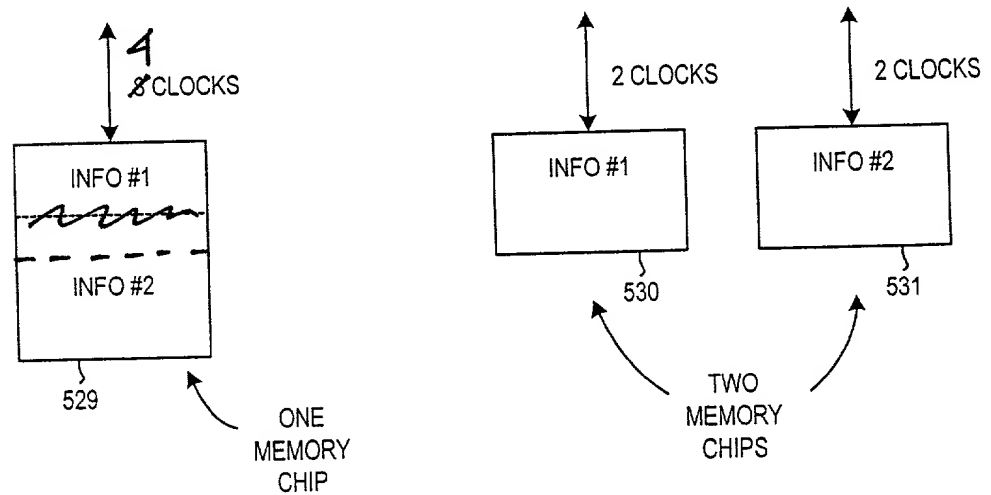 4
8 CLOCKS
INFO #1
INFO #2
529
ONE
MEMORY
CHIP
2 CLOCKS
INFO #1
530
2 CLOCKS
INFO #2
531
TWO
MEMORY
CHIPS